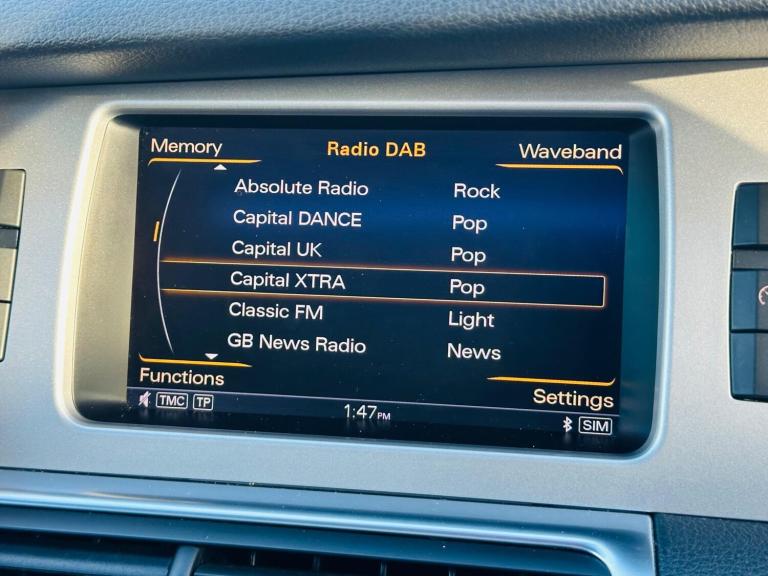 Memory Radio DAB Waveband
Absolute Radio Rock
Capital DANCE Pop
Capital UK Pop
Capital XTRA Pop
Classic FM Light
GB News Radio News
Functions Settings
TMC TP 1:47PM SIM